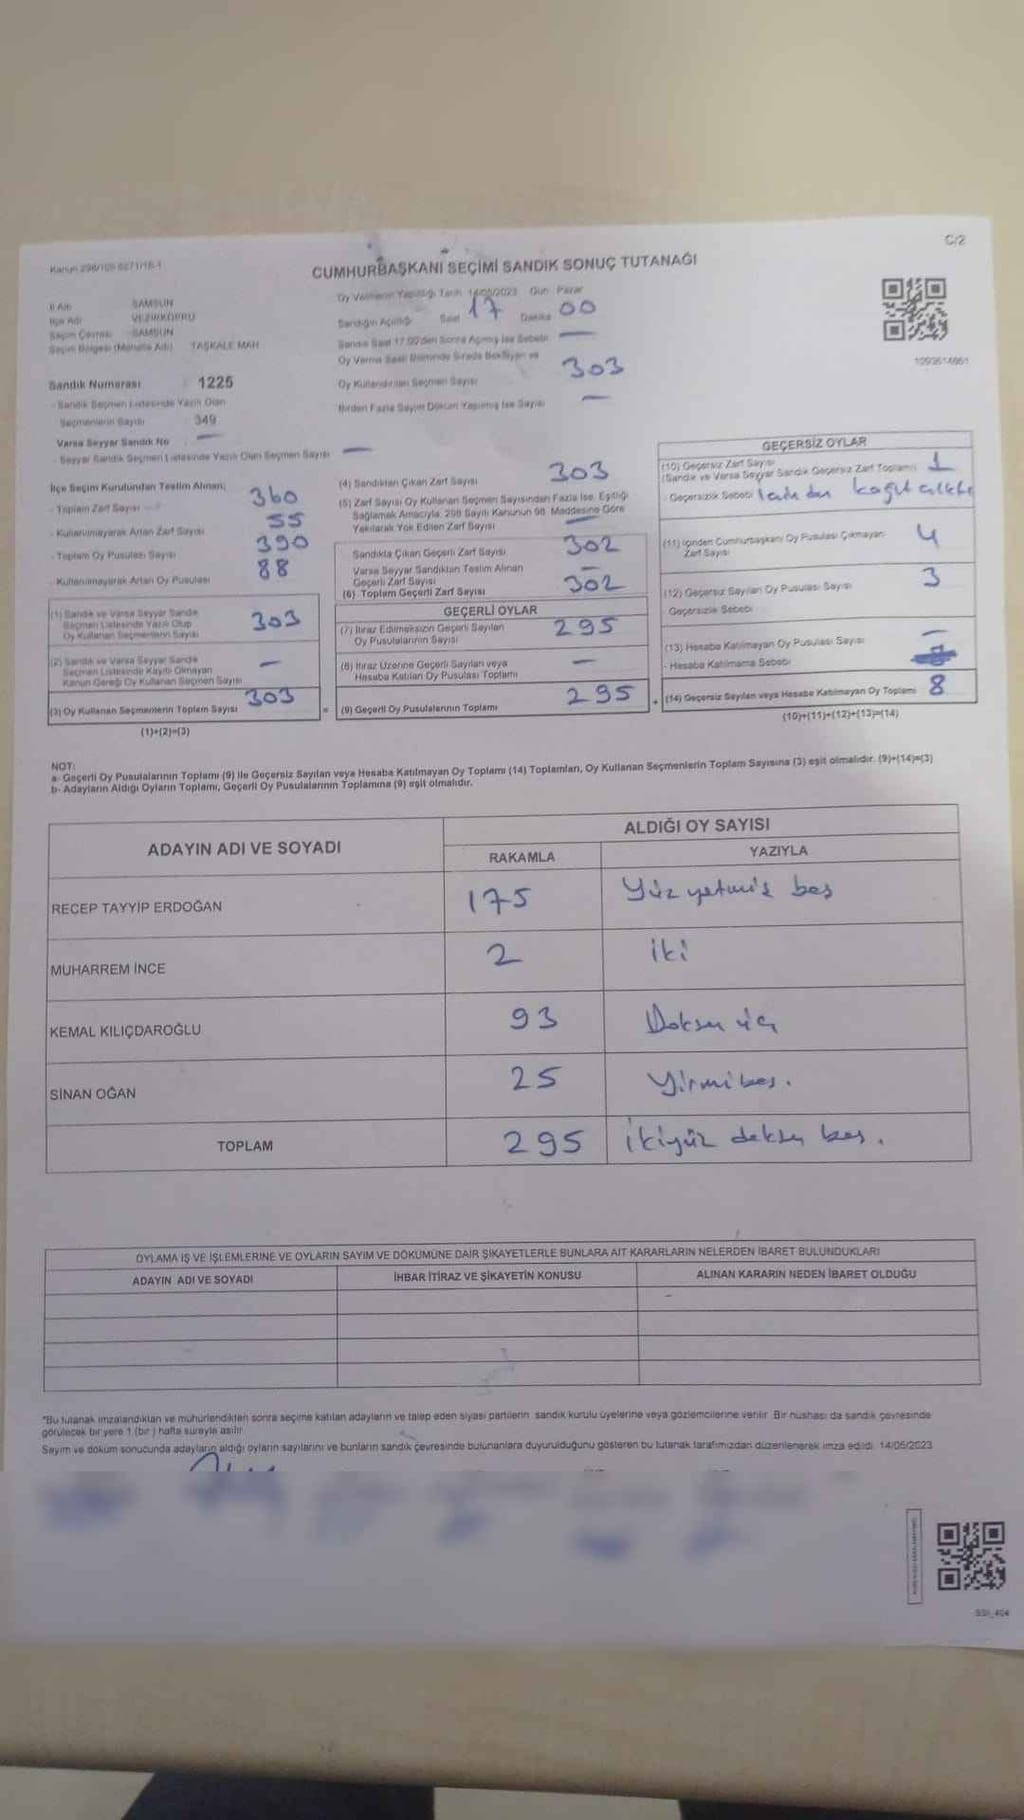 C/2
CUMHURBAŞKANI SEÇİMİ SANDIK SONUÇ TUTANAĞI
İl Adı SAMSUN
İlçe Adı VEZİRKÖPRÜ
Seçim Çevresi SAMSUN
Seçim Bölgesi (Mahalle Adı) TAŞKALE MAH
Sandık Numarası 1225
- Sandık Seçmen Listesinde Yazılı Olan
Seçmenlerin Sayısı 349
Varsa Seyyar Sandık No —
- Seyyar Sandık Seçmen Listesinde Yazılı Olan Seçmen Sayısı —
Oy Vermenin Yapıldığı Tarih 14/05/2023 Gün Pazar
Sandığın Açıldığı Saat 17 Dakika 00
Sandık Saat 17:00'den Sonra Açılmış İse Sebebi —
Oy Verme Saati Bitiminde Sırada Bekleyen ve
Oy Kullandırılan Seçmen Sayısı 303
Birden Fazla Sayım Döküm Yapılmış İse Sayısı —
İlçe Seçim Kurulundan Teslim Alınan;
- Toplam Zarf Sayısı 360
- Kullanılmayarak Artan Zarf Sayısı 55
- Toplam Oy Pusulası Sayısı 390
- Kullanılmayarak Artan Oy Pusulası 88
(1) Sandık ve Varsa Seyyar Sandık
Seçmen Listesinde Yazılı Olup
Oy Kullanan Seçmenlerin Sayısı 303
(2) Sandık ve Varsa Seyyar Sandık
Seçmen Listesinde Kayıtlı Olmayan
Kanun Gereği Oy Kullanan Seçmen Sayısı —
(3) Oy Kullanan Seçmenlerin Toplam Sayısı 303
(1)+(2)=(3)
=
(4) Sandıktan Çıkan Zarf Sayısı 303
(5) Zarf Sayısı Oy Kullanan Seçmen Sayısından Fazla İse, Eşitliği
Sağlamak Amacıyla, 298 Sayılı Kanunun 98. Maddesine Göre
Yakılarak Yok Edilen Zarf Sayısı —
Sandıkta Çıkan Geçerli Zarf Sayısı 302
Varsa Seyyar Sandıktan Teslim Alınan
Geçerli Zarf Sayısı —
(6) Toplam Geçerli Zarf Sayısı 302
GEÇERLİ OYLAR
(7) İtiraz Edilmeksizin Geçerli Sayılan
Oy Pusulalarının Sayısı 295
(8) İtiraz Üzerine Geçerli Sayılan veya
Hesaba Katılan Oy Pusulası Toplamı —
(9) Geçerli Oy Pusulalarının Toplamı 295
+
GEÇERSİZ OYLAR
(10) Geçersiz Zarf Sayısı
(Sandık ve Varsa Seyyar Sandık Geçersiz Zarf Toplamı) 1
- Geçersizlik Sebebi kağıt
(11) İçinden Cumhurbaşkanı Oy Pusulası Çıkmayan
Zarf Sayısı 4
(12) Geçersiz Sayılan Oy Pusulası Sayısı 3
Geçersizlik Sebebi
(13) Hesaba Katılmayan Oy Pusulası Sayısı —
- Hesaba Katılmama Sebebi
(14) Geçersiz Sayılan veya Hesaba Katılmayan Oy Toplamı 8
(10)+(11)+(12)+(13)=(14)
NOT:
a- Geçerli Oy Pusulalarının Toplamı (9) ile Geçersiz Sayılan veya Hesaba Katılmayan Oy Toplamı (14) Toplamları, Oy Kullanan Seçmenlerin Toplam Sayısına (3) eşit olmalıdır. (9)+(14)=(3)
b- Adayların Aldığı Oyların Toplamı, Geçerli Oy Pusulalarının Toplamına (9) eşit olmalıdır.
ADAYIN ADI VE SOYADI
ALDIĞI OY SAYISI
RAKAMLA YAZIYLA
RECEP TAYYİP ERDOĞAN 175 Yüz yetmiş beş
MUHARREM İNCE 2 iki
KEMAL KILIÇDAROĞLU 93 Doksan üç
SİNAN OĞAN 25 Yirmi beş.
TOPLAM 295 ikiyüz doksan beş.
OYLAMA İŞ VE İŞLEMLERİNE VE OYLARIN SAYIM VE DÖKÜMÜNE DAİR ŞİKAYETLERLE BUNLARA AİT KARARLARIN NELERDEN İBARET BULUNDUKLARI
ADAYIN ADI VE SOYADI İHBAR İTİRAZ VE ŞİKAYETİN KONUSU ALINAN KARARIN NEDEN İBARET OLDUĞU
*Bu tutanak imzalandıktan ve mühürlendikten sonra seçime katılan adayların ve talep eden siyasi partilerin sandık kurulu üyelerine veya gözlemcilerine verilir. Bir nüshası da sandık çevresinde
görülecek bir yere 1 (bir) hafta süreyle asılır.
Sayım ve döküm sonucunda adayların aldığı oyların sayılarını ve bunların sandık çevresinde bulunanlara duyurulduğunu gösteren bu tutanak tarafımızdan düzenlenerek imza edildi. 14/05/2023